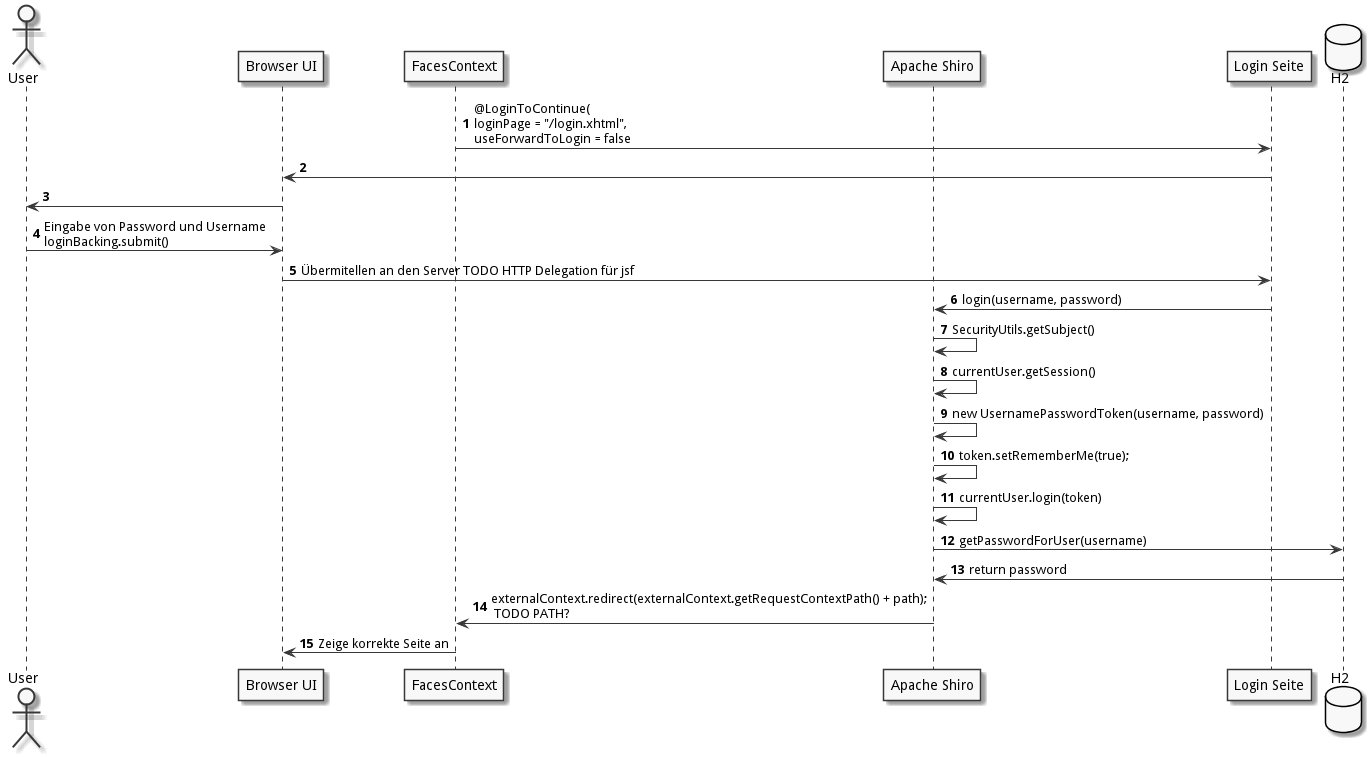 User
Browser UI
FacesContext
Apache Shiro
Login Seite
H2
@LoginToContinue(
1 loginPage = "/login.xhtml",
useForwardToLogin = false
2
3
4 Eingabe von Password und Username
loginBacking.submit()
5 Übermitellen an den Server TODO HTTP Delegation für jsf
6 login(username, password)
7 SecurityUtils.getSubject()
8 currentUser.getSession()
9 new UsernamePasswordToken(username, password)
10 token.setRememberMe(true);
11 currentUser.login(token)
12 getPasswordForUser(username)
13 return password
14 externalContext.redirect(externalContext.getRequestContextPath() + path);
TODO PATH?
15 Zeige korrekte Seite an
User
Browser UI
FacesContext
Apache Shiro
Login Seite
H2